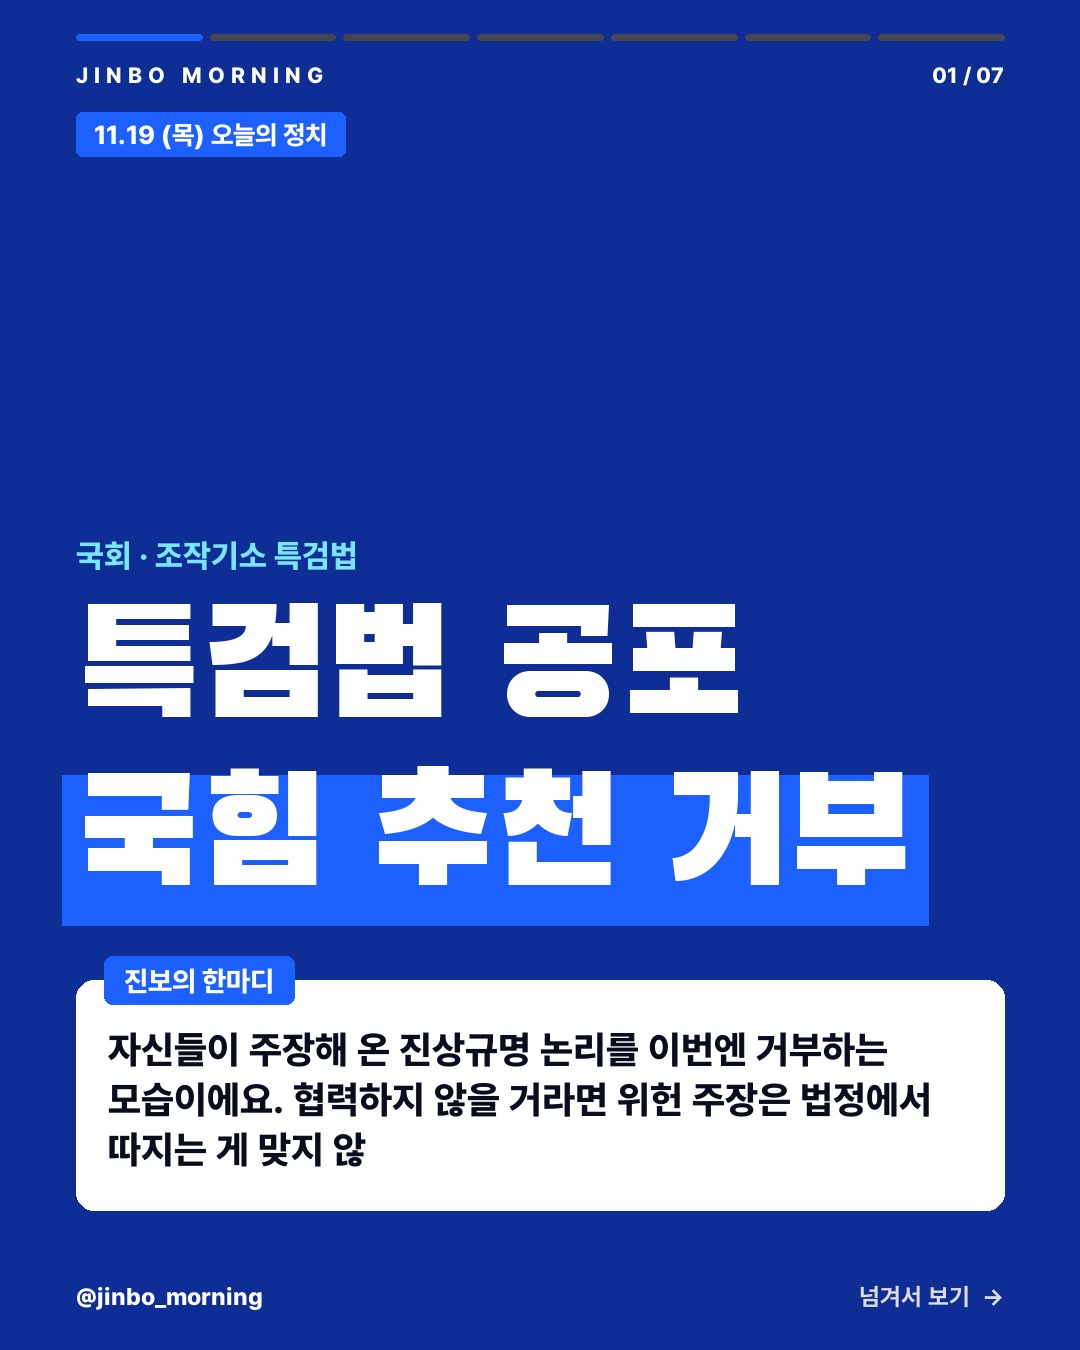 JINBO MORNING
01 / 07
11.19 (목) 오늘의 정치
국회 · 조작기소 특검법
특검법 공포
국힘 추천 거부
진보의 한마디
자신들이 주장해 온 진상규명 논리를 이번엔 거부하는
모습이에요. 협력하지 않을 거라면 위헌 주장은 법정에서
따지는 게 맞지 않
@jinbo_morning
넘겨서 보기 →